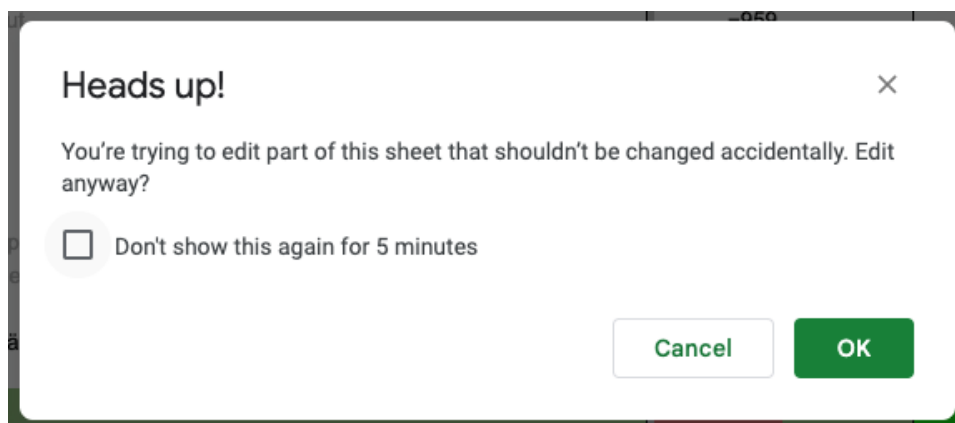 -959
Heads up!
You're trying to edit part of this sheet that shouldn't be changed accidentally. Edit
anyway?
Don't show this again for 5 minutes
Cancel
OK